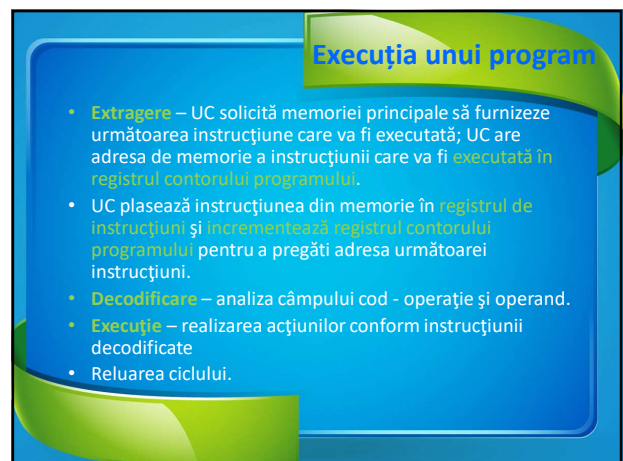 Execuția unui program
• Extragere – UC solicită memoriei principale să furnizeze
următoarea instrucţiune care va fi executată; UC are
adresa de memorie a instrucţiunii care va fi executată în
registrul contorului programului.
• UC plasează instrucţiunea din memorie în registrul de
instrucţiuni şi incrementează registrul contorului
programului pentru a pregăti adresa următoarei
instrucţiuni.
• Decodificare – analiza câmpului cod - operaţie şi operand.
• Execuţie – realizarea acţiunilor conform instrucţiunii
decodificate
• Reluarea ciclului.